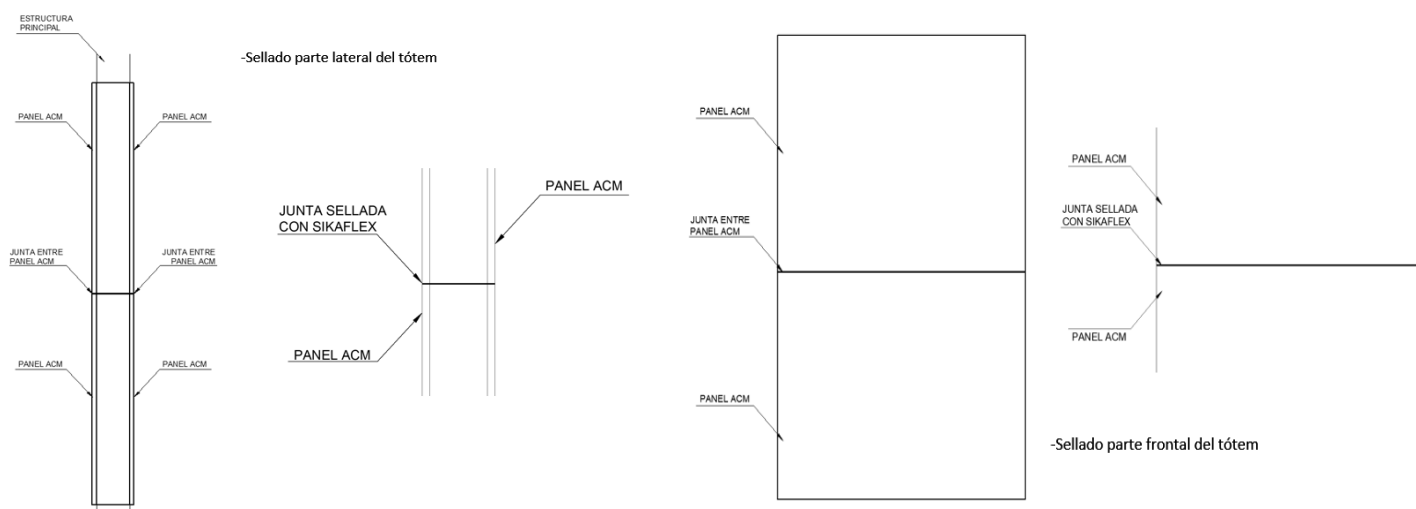 ESTRUCTURA
PRINCIPAL
-Sellado parte lateral del tótem
PANEL ACM
PANEL ACM
JUNTA ENTRE
PANEL ACM
JUNTA ENTRE
PANEL ACM
PANEL ACM
PANEL ACM
PANEL ACM
JUNTA SELLADA
CON SIKAFLEX
PANEL ACM
PANEL ACM
JUNTA ENTRE
PANEL ACM
PANEL ACM
PANEL ACM
JUNTA SELLADA
CON SIKAFLEX
PANEL ACM
-Sellado parte frontal del tótem